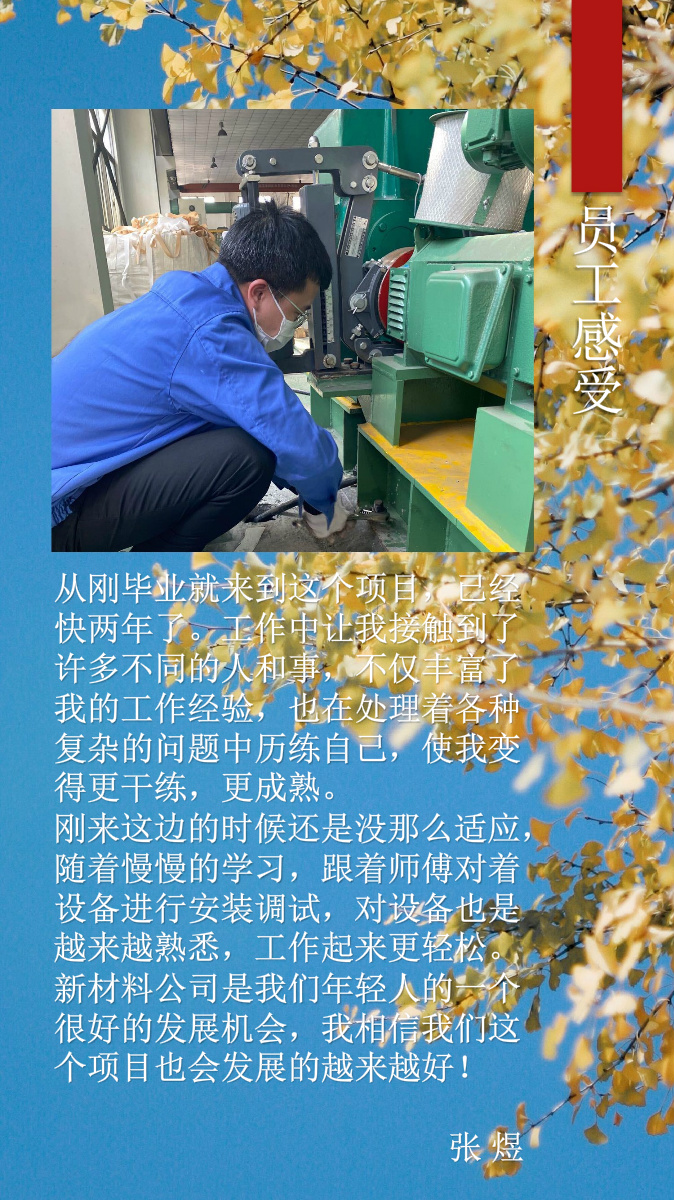 员工感受
从刚毕业就来到这个项目，已经
快两年了。工作中让我接触到了
许多不同的人和事，不仅丰富了
我的工作经验，也在处理着各种
复杂的问题中历练自己，使我变
得更干练，更成熟。
刚来这边的时候还是没那么适应，
随着慢慢的学习，跟着师傅对着
设备进行安装调试，对设备也是
越来越熟悉，工作起来更轻松。
新材料公司是我们年轻人的一个
很好的发展机会，我相信我们这
个项目也会发展的越来越好！
张 煜